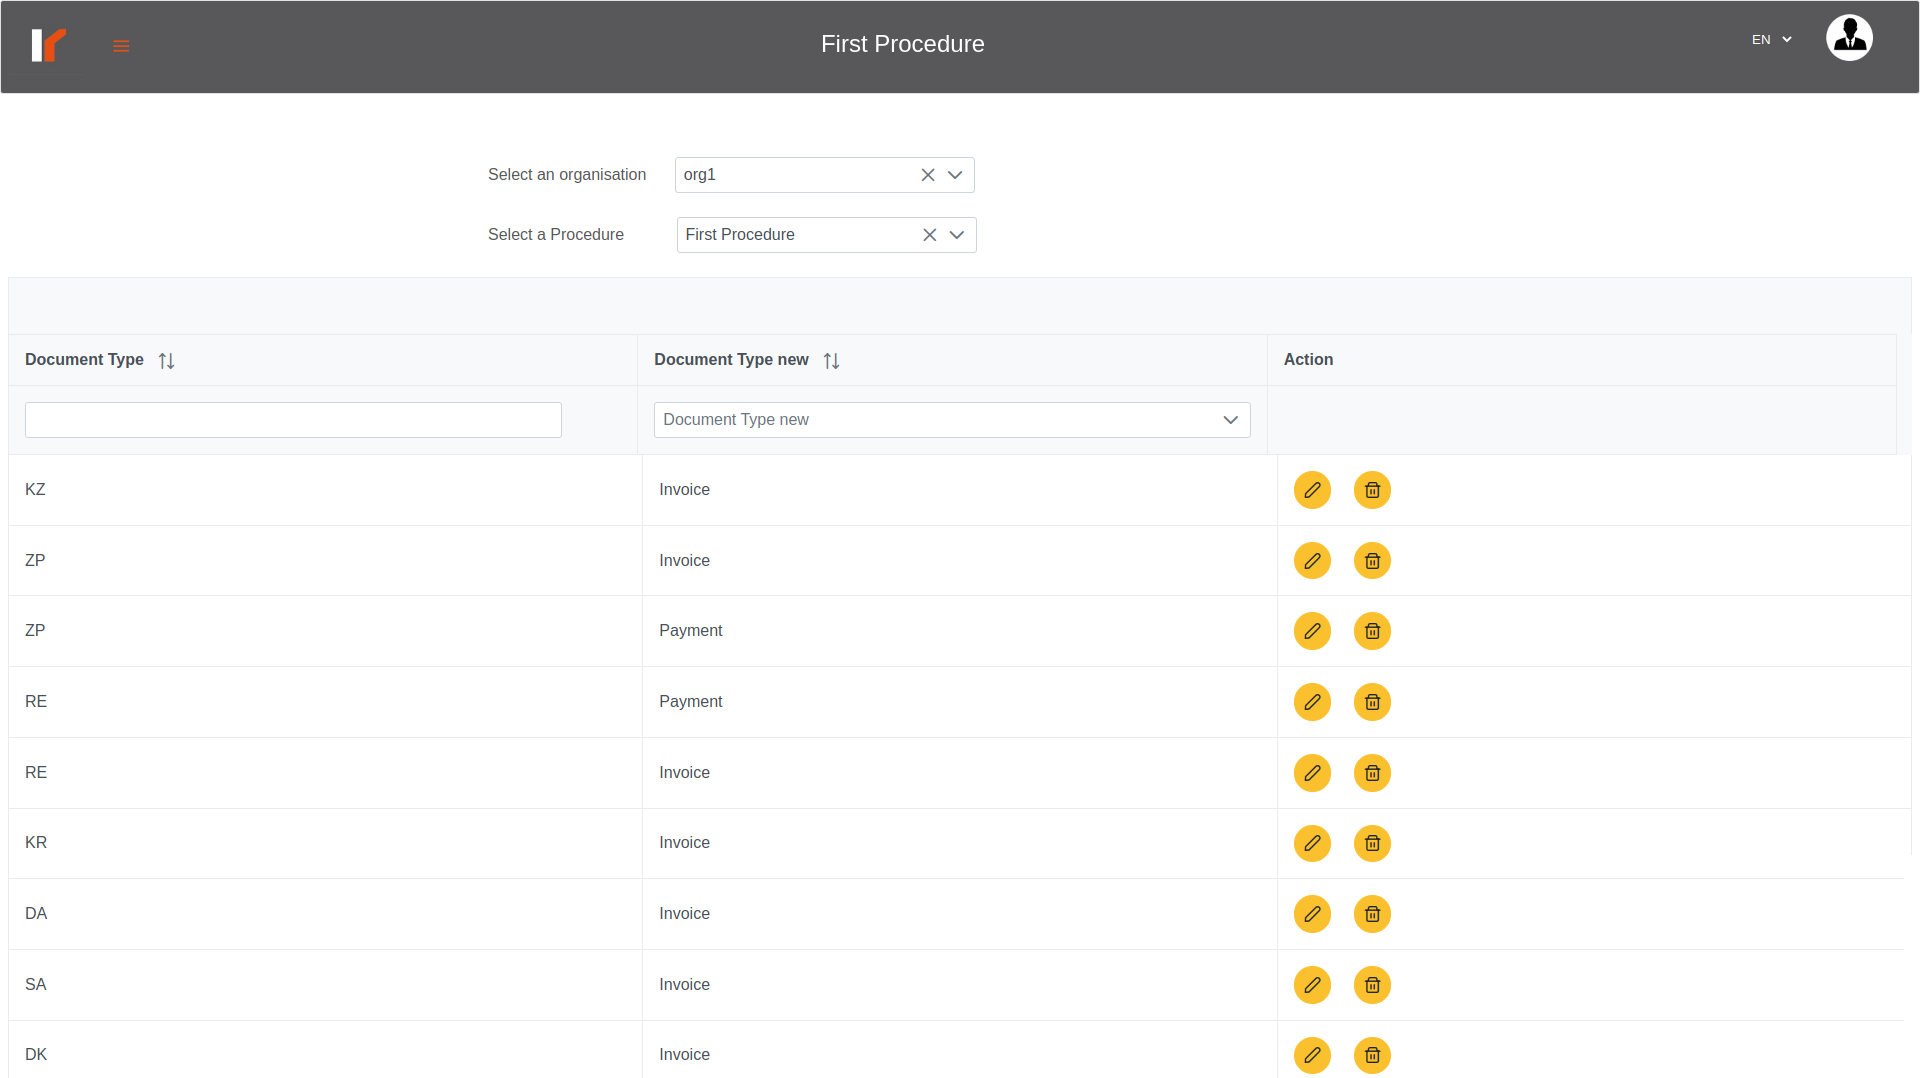 First Procedure
EN
Select an organisation org1
Select a Procedure First Procedure
Document Type Document Type new Action
Document Type new
KZ Invoice
ZP Invoice
ZP Payment
RE Payment
RE Invoice
KR Invoice
DA Invoice
SA Invoice
DK Invoice